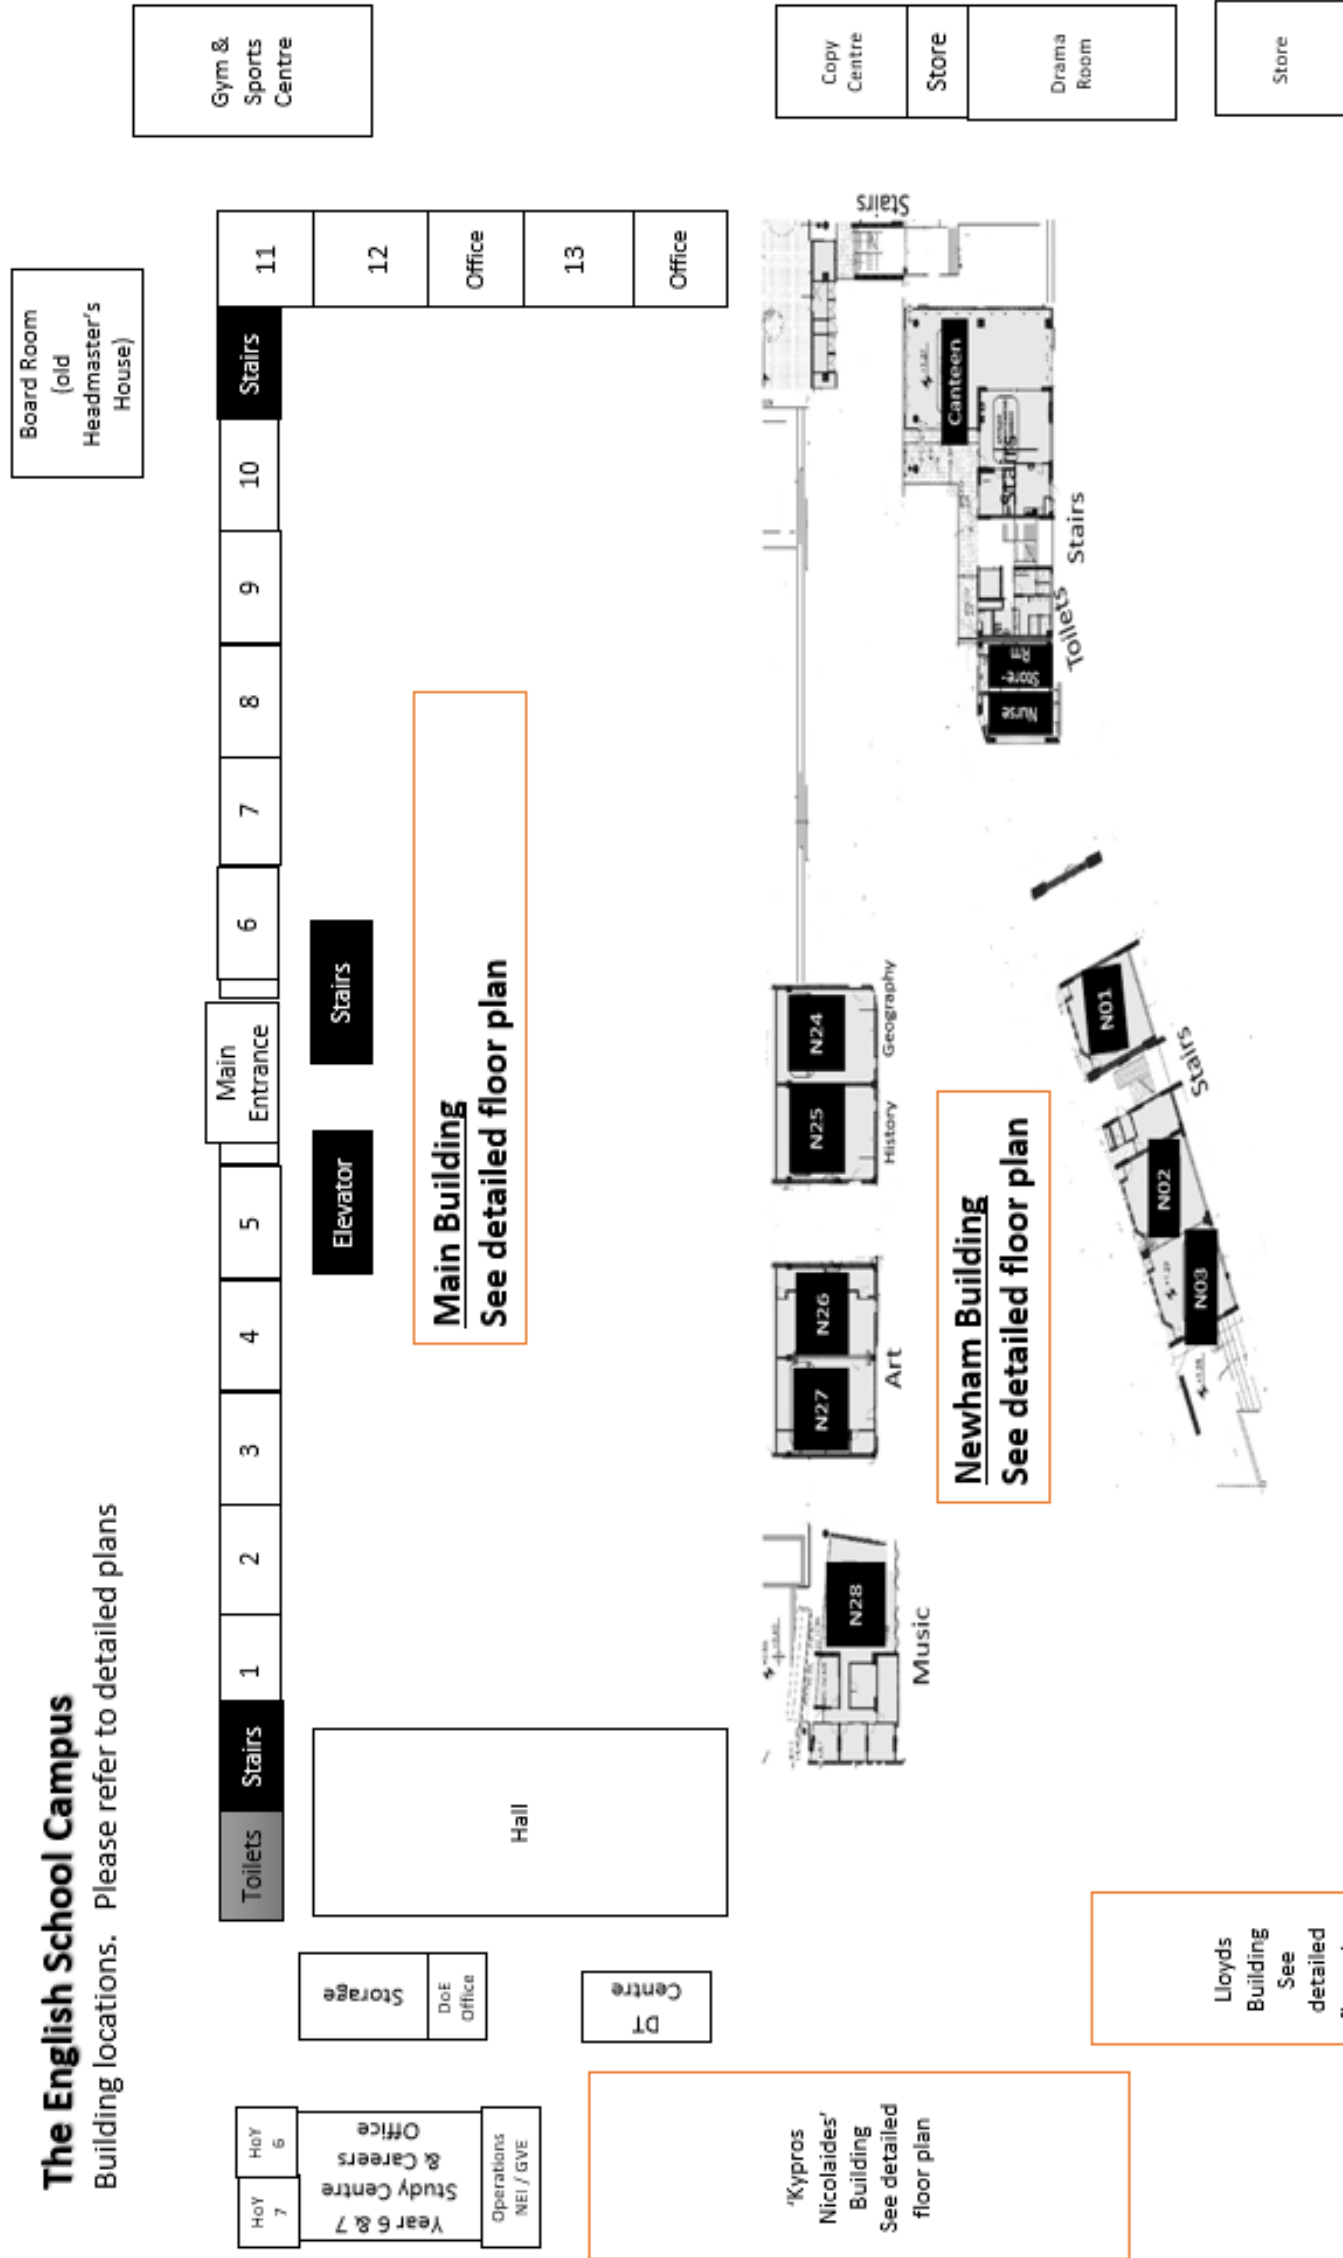 The English School Campus
Building locations.  Please refer to detailed plans
Board Room
(old
Headmaster's
House)
Gym &
Sports
Centre
HoY
7
HoY
6
Year 6 & 7
Study Centre
& Careers
Office
Operations
NEI / GVE
Storage
DoE
Office
DT
Centre
Toilets
Stairs
1
2
3
4
5
Main
Entrance
6
7
8
9
10
Stairs
11
12
Office
13
Office
Elevator
Stairs
Hall
Main Building
See detailed floor plan
'Kypros
Nicolaides'
Building
See detailed
floor plan
N28
Music
N27
N26
Art
N25
History
N24
Geography
Stairs
Copy
Centre
Store
Drama
Room
Store
Canteen
Stairs
Stairs
Toilets
Store-
Rm
Nurse
Newham Building
See detailed floor plan
N03
N02
N01
Stairs
Lloyds
Building
See
detailed